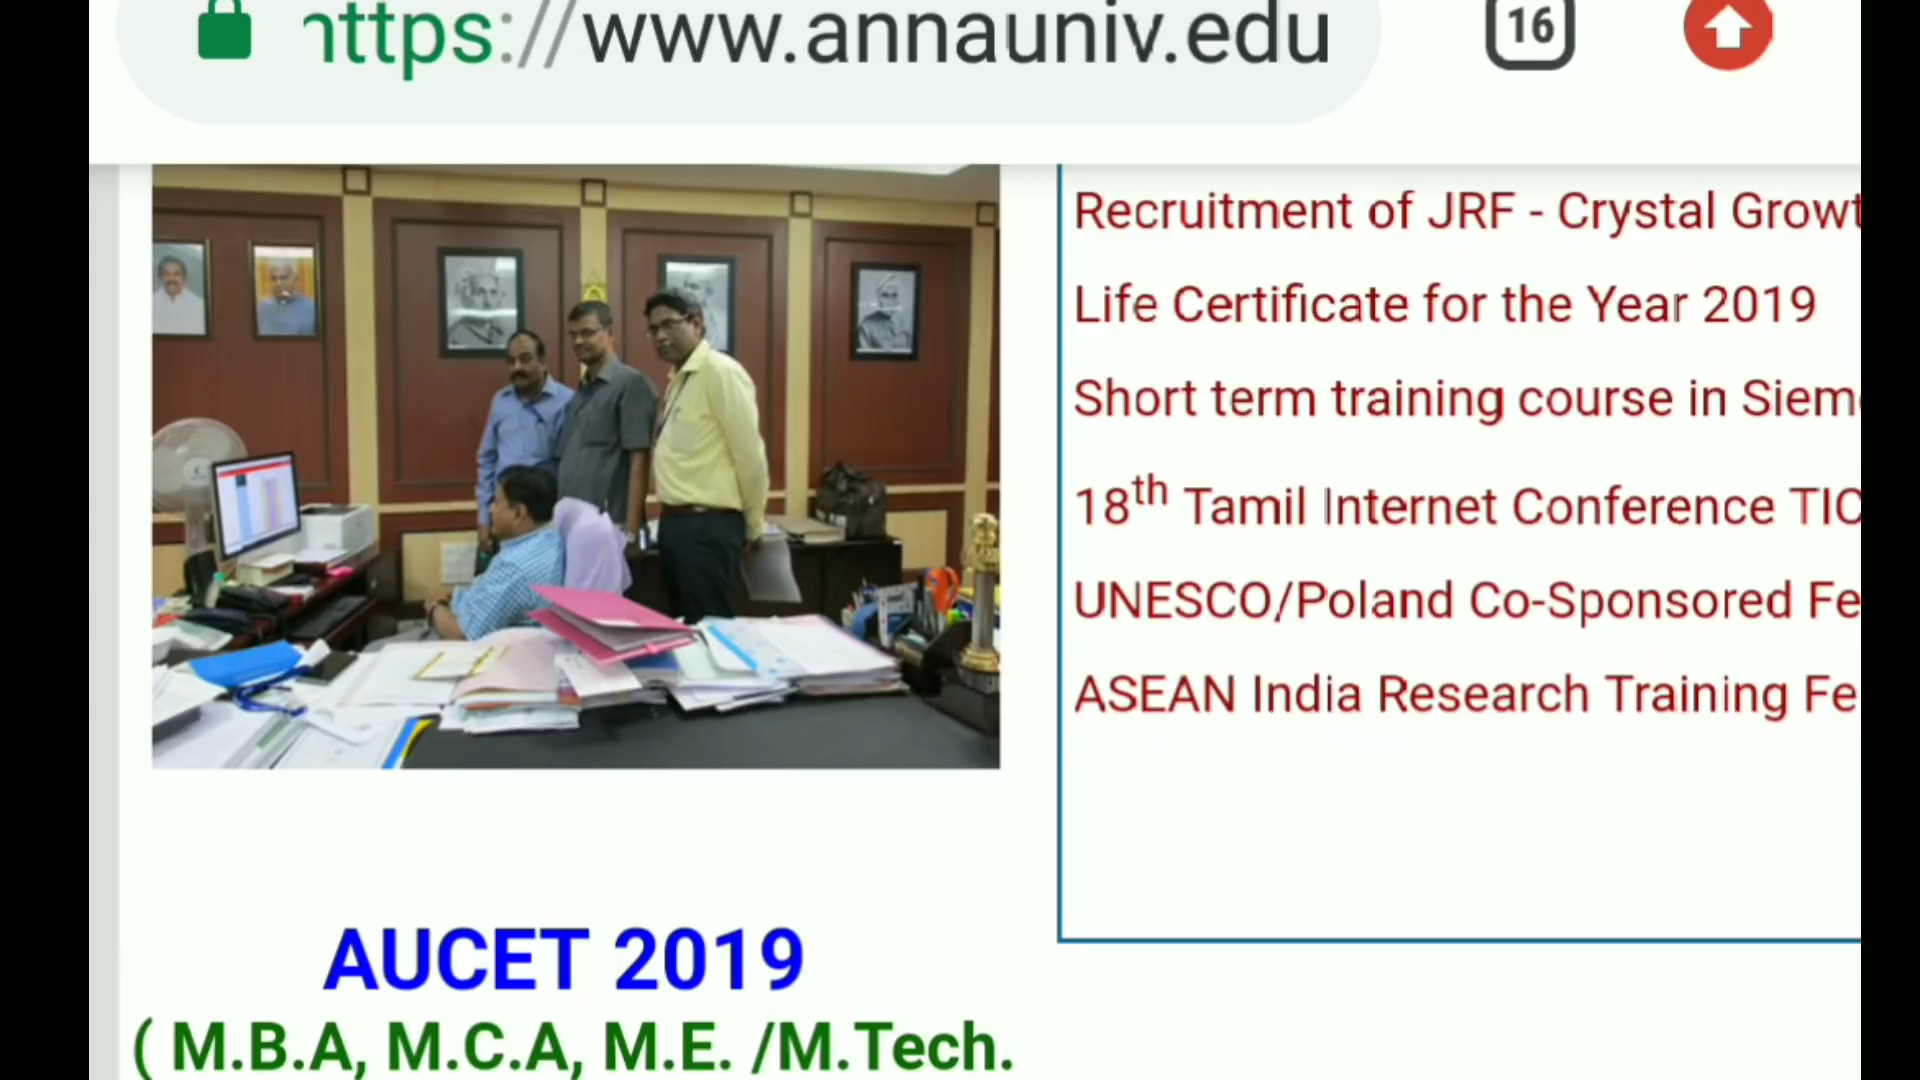 https://www.annauniv.edu
16
Recruitment of JRF - Crystal Growt
Life Certificate for the Year 2019
Short term training course in Siem
18th Tamil Internet Conference TIC
UNESCO/Poland Co-Sponsored Fe
ASEAN India Research Training Fe
AUCET 2019
( M.B.A, M.C.A, M.E. /M.Tech.